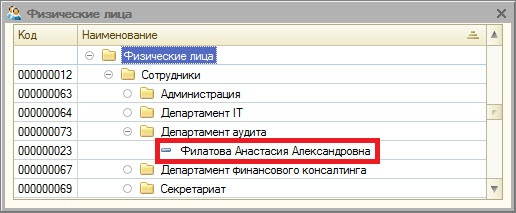 Физические лица
Код Наименование
Физические лица
000000012 Сотрудники
000000063 Администрация
000000064 Департамент IT
000000073 Департамент аудита
000000023 Филатова Анастасия Александровна
000000067 Департамент финансового консалтинга
000000069 Секретариат